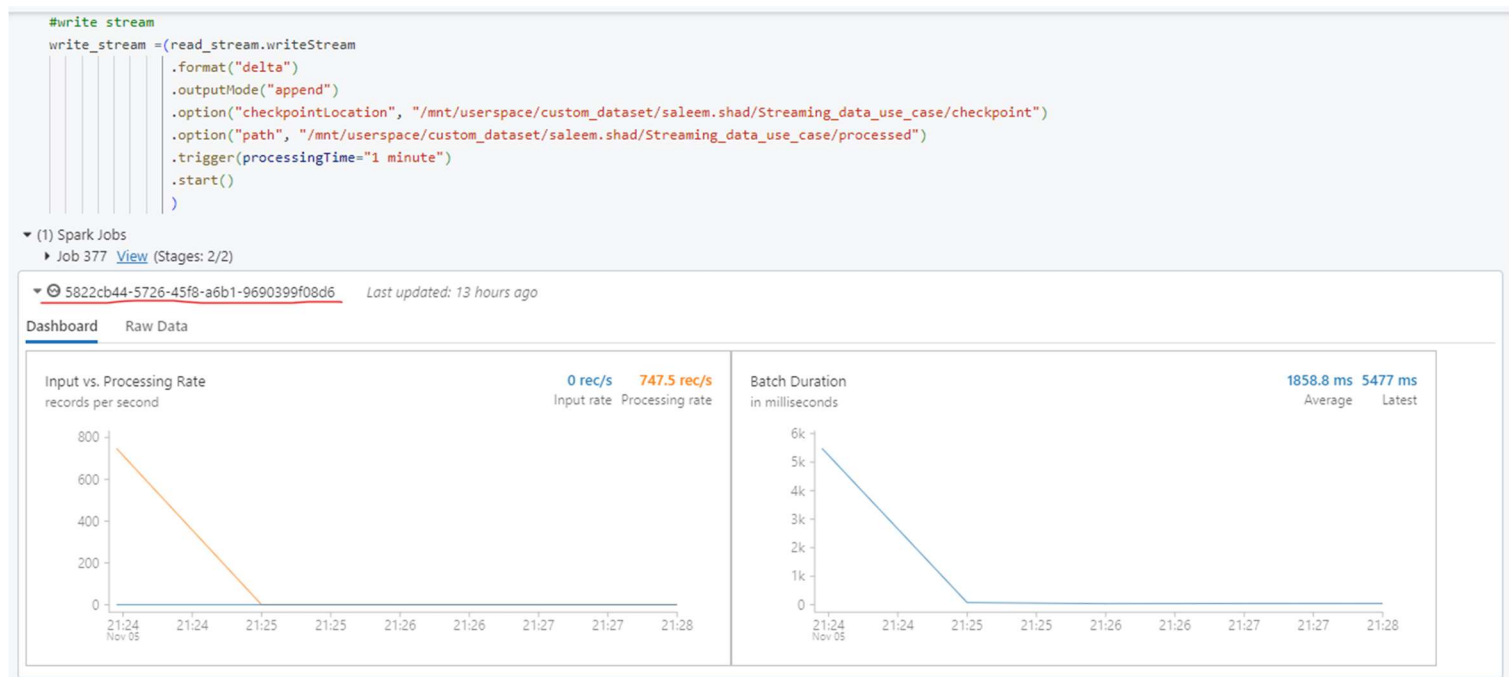 #write stream
write_stream =(read_stream.writeStream
.format("delta")
.outputMode("append")
.option("checkpointLocation", "/mnt/userspace/custom_dataset/saleem.shad/Streaming_data_use_case/checkpoint")
.option("path", "/mnt/userspace/custom_dataset/saleem.shad/Streaming_data_use_case/processed")
.trigger(processingTime="1 minute")
.start()
)
(1) Spark Jobs
Job 377 View (Stages: 2/2)
5822cb44-5726-45f8-a6b1-9690399f08d6 Last updated: 13 hours ago
Dashboard Raw Data
Input vs. Processing Rate 0 rec/s 747.5 rec/s
records per second Input rate Processing rate
800
600
400
200
0
21:24 21:24 21:25 21:25 21:26 21:26 21:27 21:27 21:28
Nov 05
Batch Duration 1858.8 ms 5477 ms
in milliseconds Average Latest
6k
5k
4k
3k
2k
1k
0
21:24 21:24 21:25 21:25 21:26 21:26 21:27 21:27 21:28
Nov 05